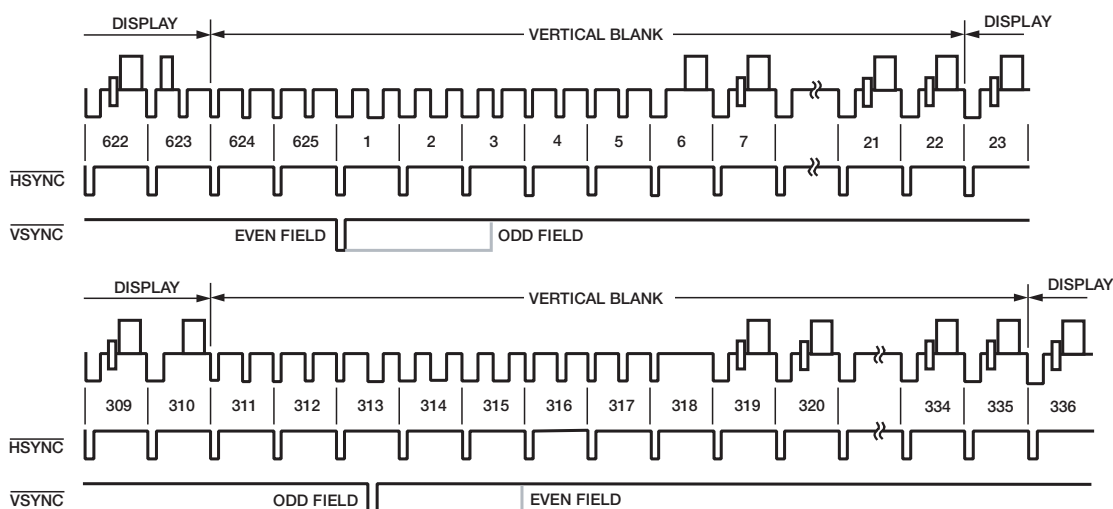 DISPLAY VERTICAL BLANK DISPLAY
622 623 624 625 1 2 3 4 5 6 7 21 22 23
HSYNC
VSYNC
EVEN FIELD ODD FIELD
DISPLAY VERTICAL BLANK DISPLAY
309 310 311 312 313 314 315 316 317 318 319 320 334 335 336
HSYNC
VSYNC
ODD FIELD EVEN FIELD